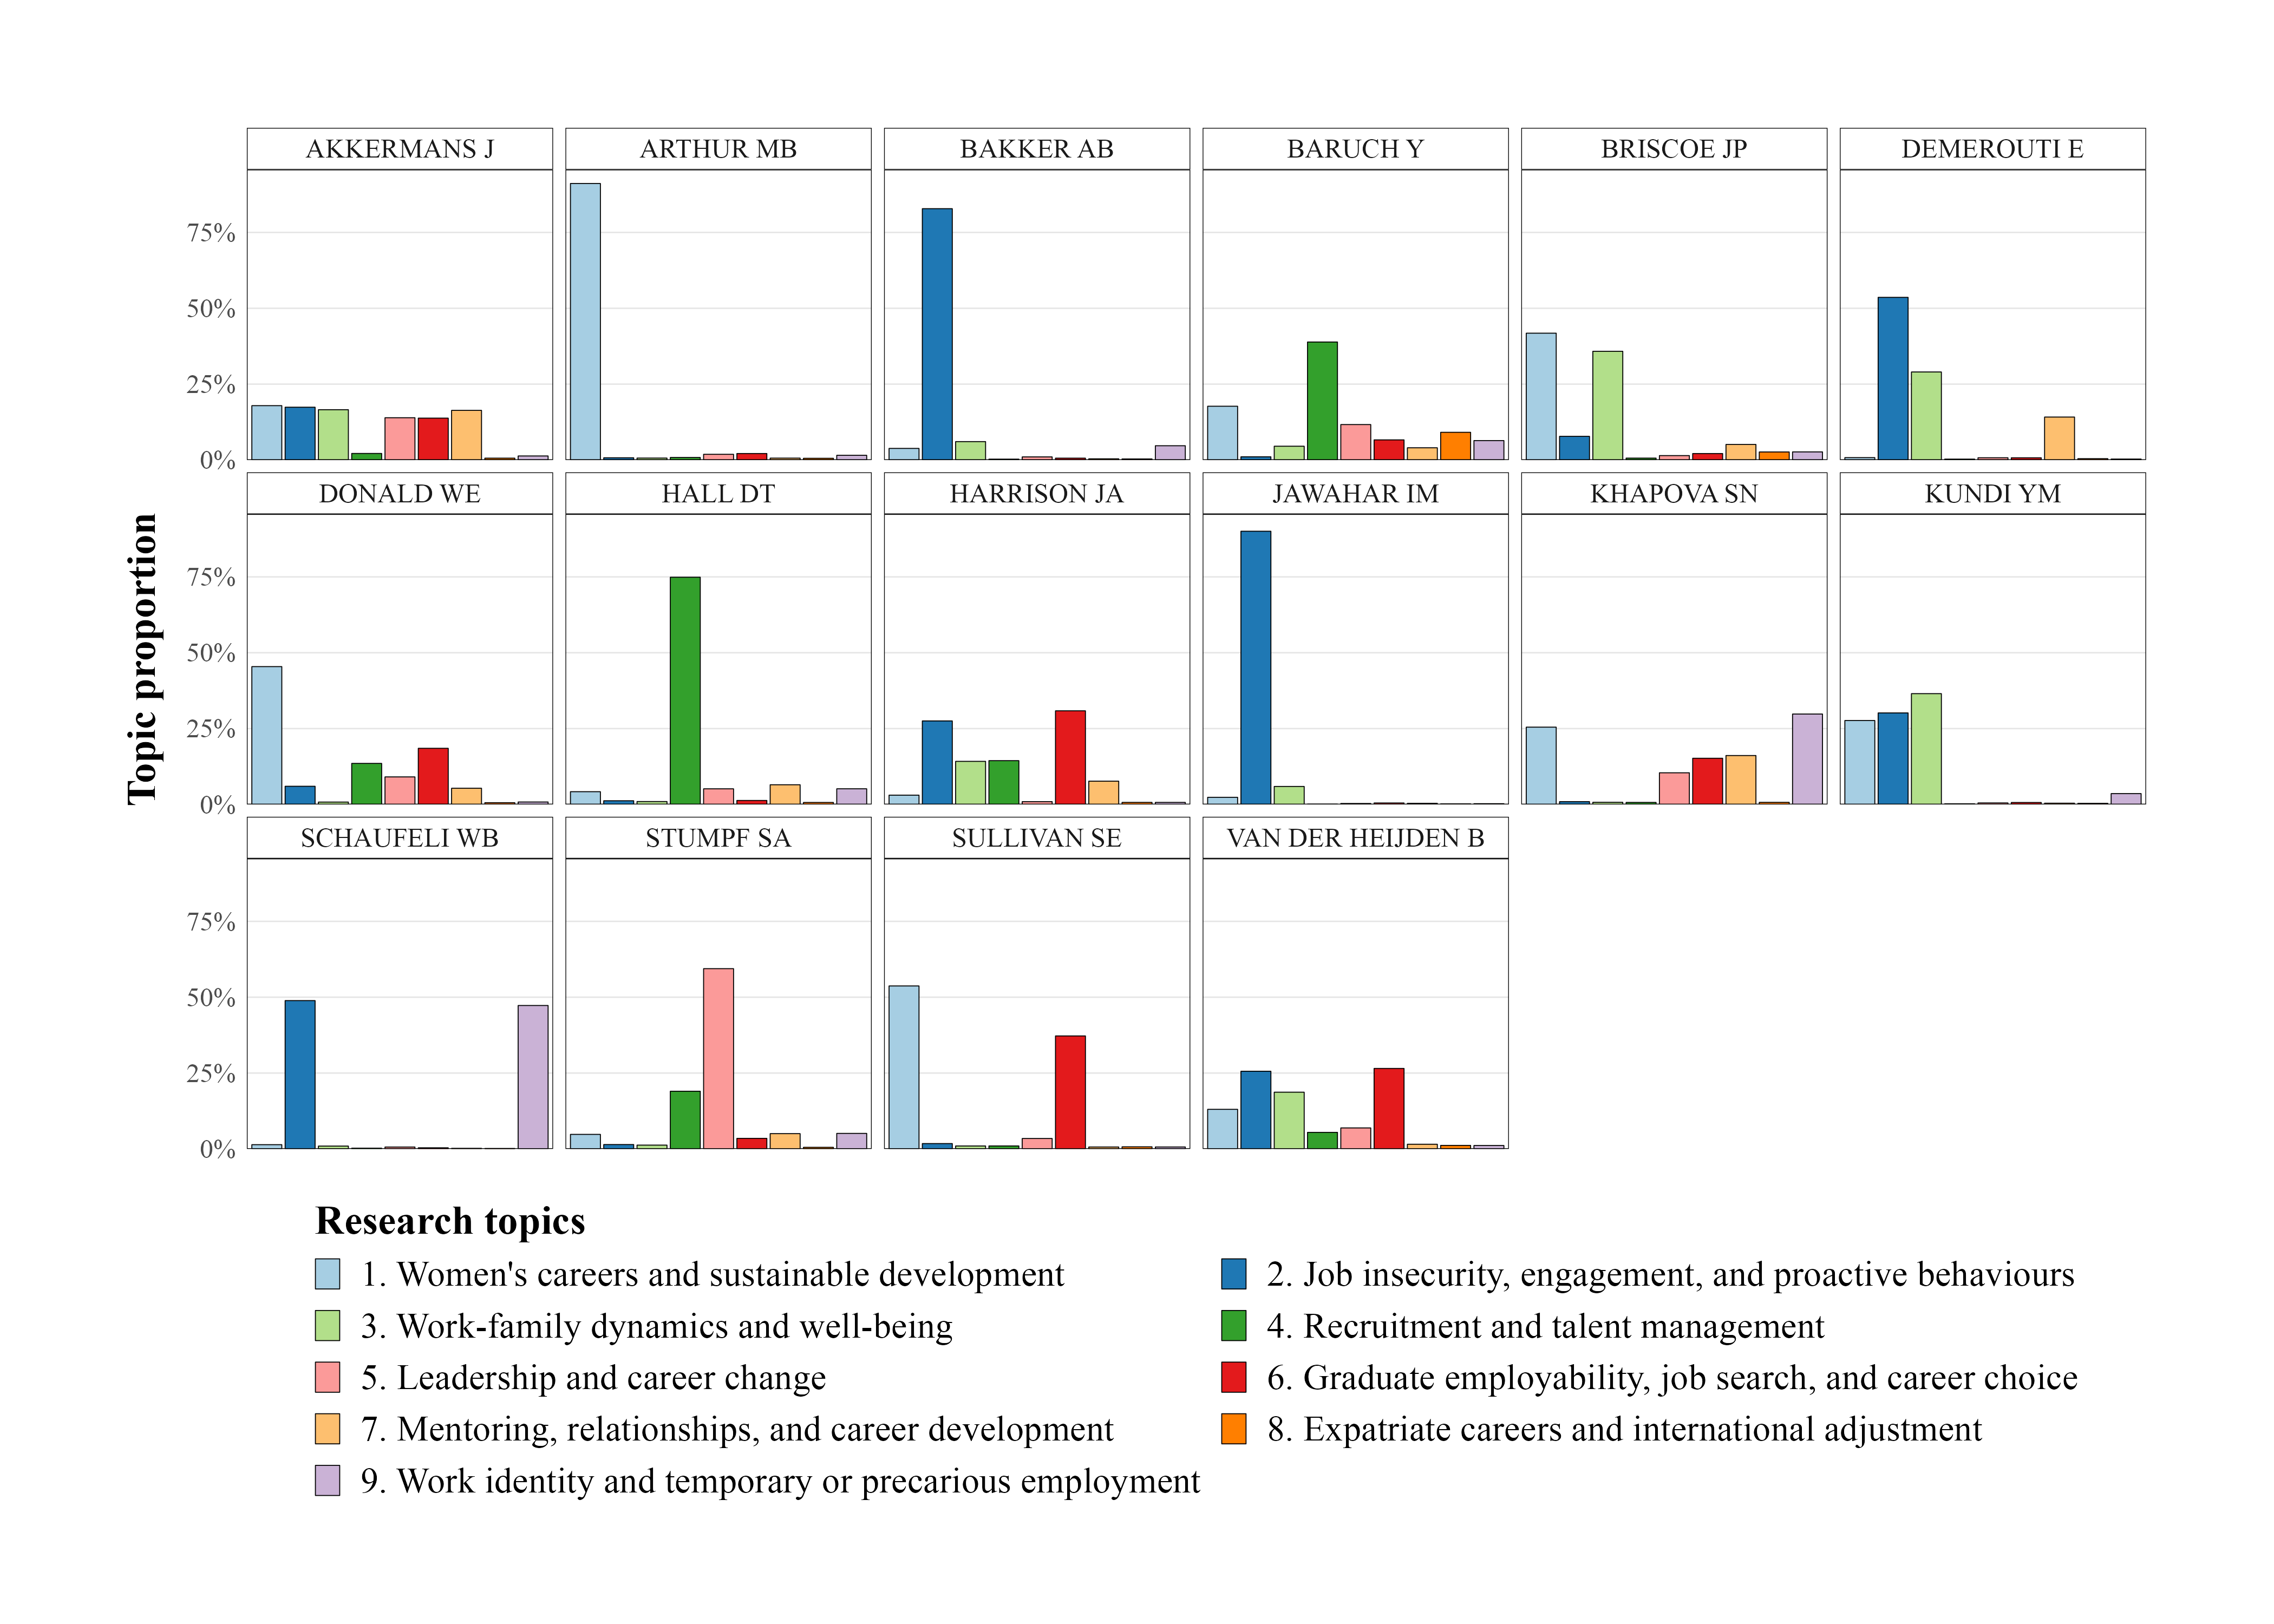 AKKERMANS J
ARTHUR MB
BAKKER AB
BARUCH Y
BRISCOE JP
DEMEROUTI E
75%
50%
25%
0%
DONALD WE
HALL DT
HARRISON JA
JAWAHAR IM
KHAPOVA SN
KUNDI YM
Topic proportion
75%
50%
25%
0%
SCHAUFELI WB
STUMPF SA
SULLIVAN SE
VAN DER HEIJDEN B
75%
50%
25%
0%
Research topics
1. Women's careers and sustainable development
2. Job insecurity, engagement, and proactive behaviours
3. Work-family dynamics and well-being
4. Recruitment and talent management
5. Leadership and career change
6. Graduate employability, job search, and career choice
7. Mentoring, relationships, and career development
8. Expatriate careers and international adjustment
9. Work identity and temporary or precarious employment